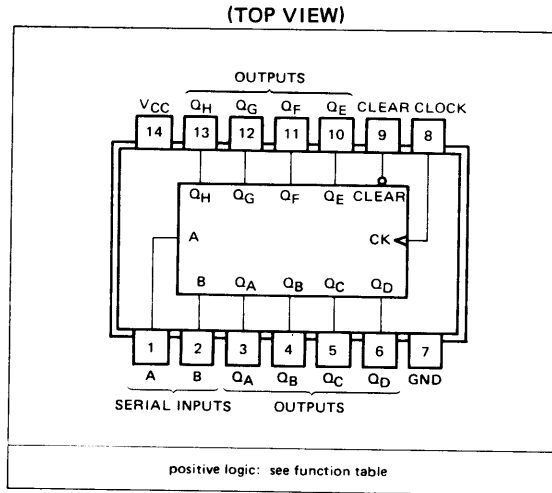 (TOP VIEW)
OUTPUTS
VCC QH QG QF QE CLEAR CLOCK
14 13 12 11 10 9 8
QH QG QF QE CLEAR
A
CK
B QA QB QC QD
1 2 3 4 5 6 7
A B QA QB QC QD GND
SERIAL INPUTS OUTPUTS
positive logic: see function table